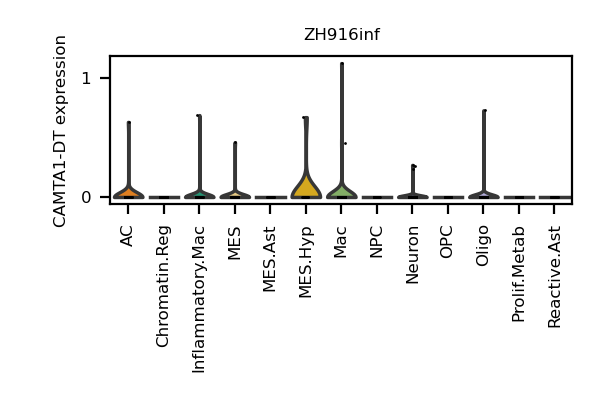 ZH916inf
CAMTA1-DT expression
1
0
AC
Chromatin.Reg
Inflammatory.Mac
MES
MES.Ast
MES.Hyp
Mac
NPC
Neuron
OPC
Oligo
Prolif.Metab
Reactive.Ast